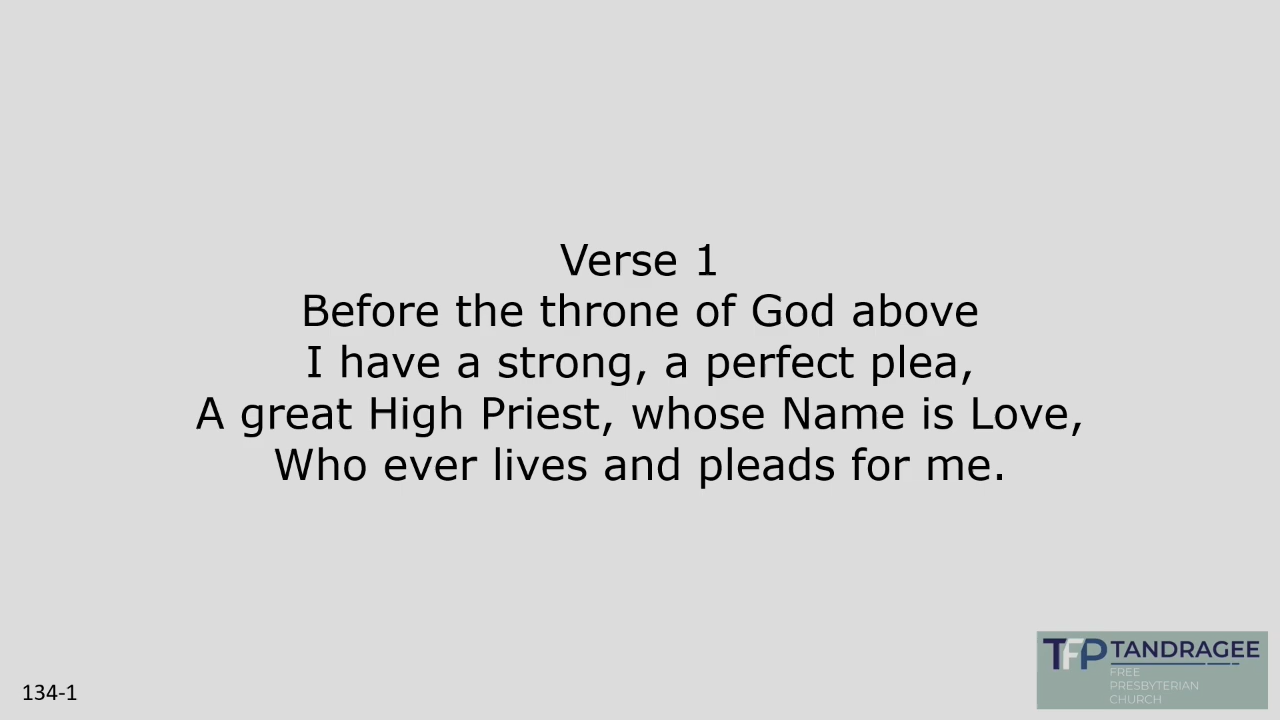 Verse 1
Before the throne of God above
I have a strong, a perfect plea,
A great High Priest, whose Name is Love,
Who ever lives and pleads for me.
134-1
TFP TANDRAGEE
FREE
PRESBYTERIAN
CHURCH